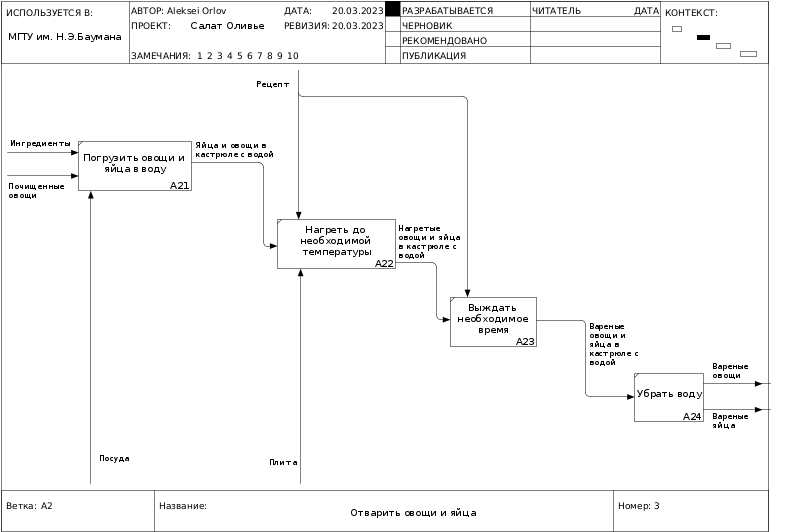 ИСПОЛЬЗУЕТСЯ В:
МГТУ им. Н.Э.Баумана
АВТОР: Aleksei Orlov
ДАТА: 20.03.2023
ПРОЕКТ: Салат Оливье
РЕВИЗИЯ: 20.03.2023
ЗАМЕЧАНИЯ: 1 2 3 4 5 6 7 8 9 10
РАЗРАБАТЫВАЕТСЯ
ЧЕРНОВИК
РЕКОМЕНДОВАНО
ПУБЛИКАЦИЯ
ЧИТАТЕЛЬ
ДАТА
КОНТЕКСТ:
Рецепт
Ингредиенты
Почищенные
овощи
Погрузить овощи и
яйца в воду
A21
Яйца и овощи в
кастрюле с водой
Нагреть до
необходимой
температуры
A22
Нагретые
овощи и яйца
в кастрюле с
водой
Выждать
необходимое
время
A23
Вареные
овощи и
яйца в
кастрюле с
водой
Убрать воду
A24
Вареные
овощи
Вареные
яйца
Посуда
Плита
Ветка: A2
Название:
Отварить овощи и яйца
Номер: 3